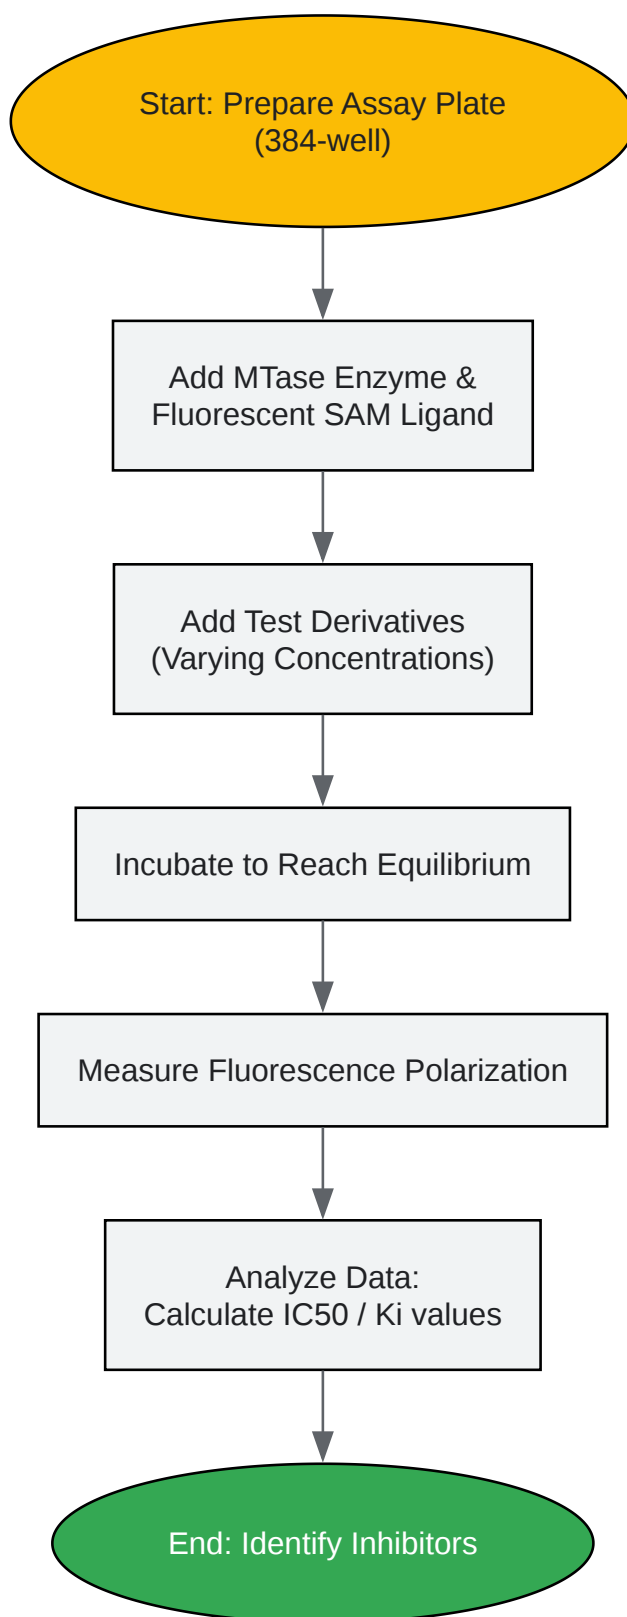 Start: Prepare Assay Plate
(384-well)
Add MTase Enzyme &
Fluorescent SAM Ligand
Add Test Derivatives
(Varying Concentrations)
Incubate to Reach Equilibrium
Measure Fluorescence Polarization
Analyze Data:
Calculate IC50 / Ki values
End: Identify Inhibitors